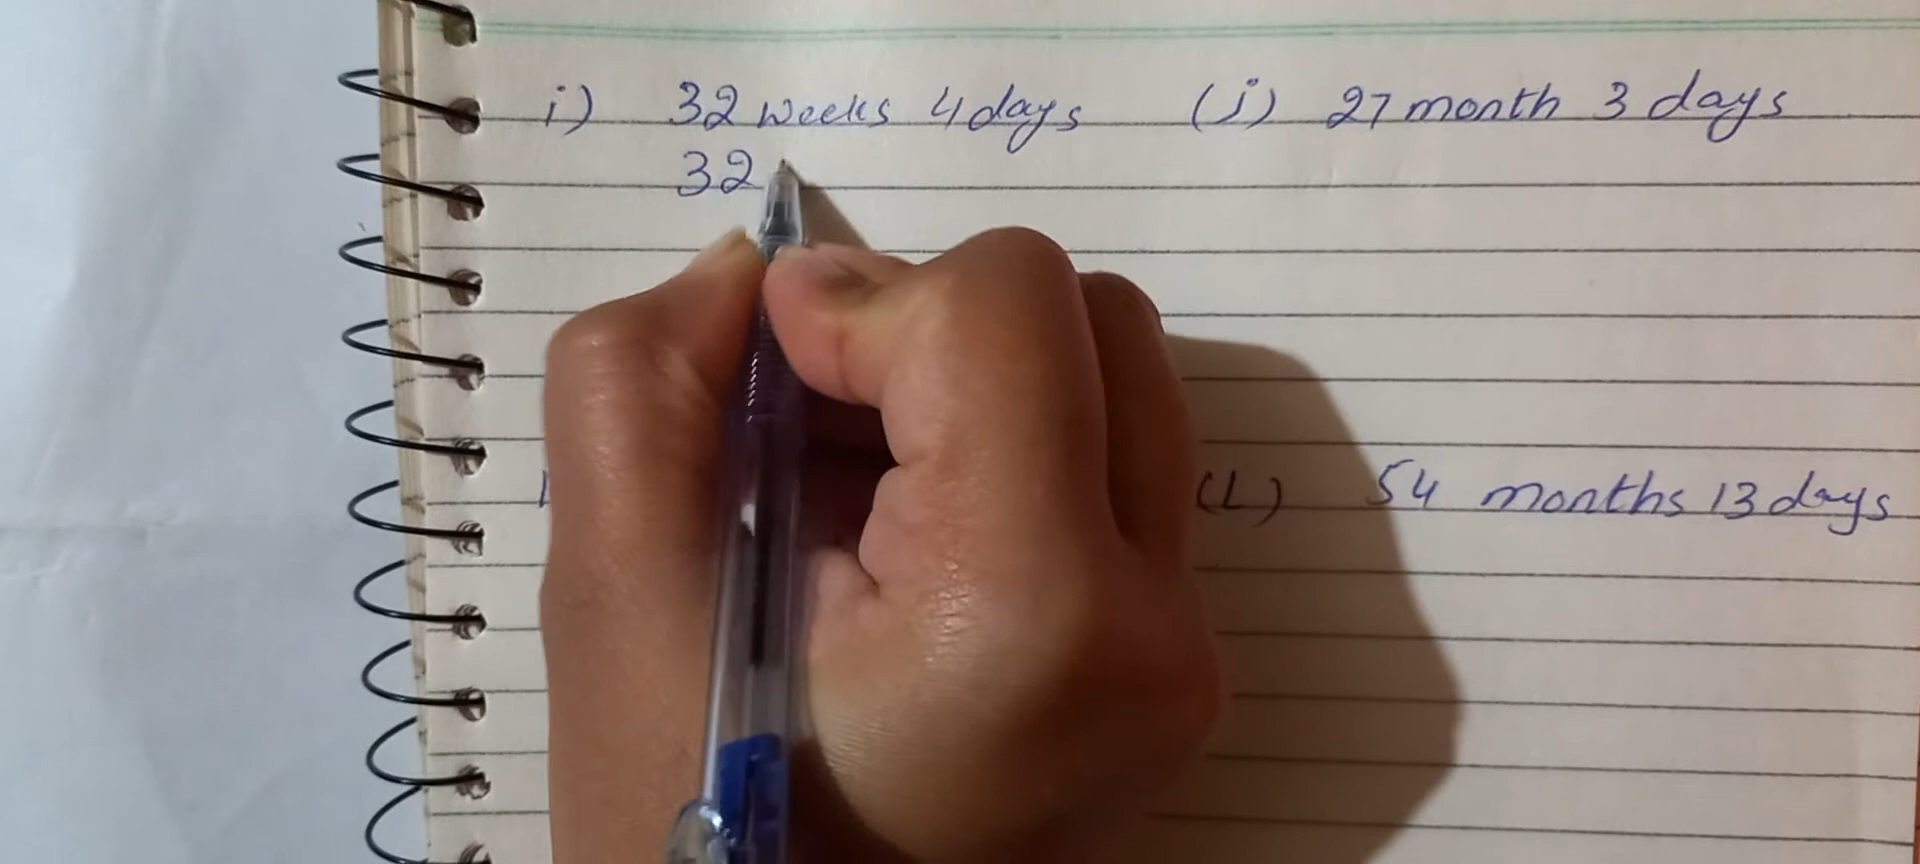 i) 32 weeks 4 days (j) 27 month 3 days
32
(L) 54 months 13 days